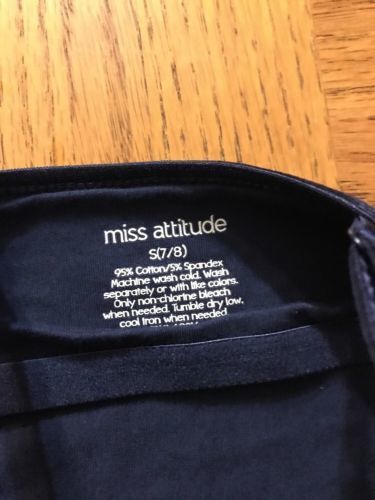 miss attitude
S(7/8)
95% Cotton/5% Spandex
Machine wash cold. Wash
separately or with like colors.
Only non-chlorine bleach
when needed. Tumble dry low,
cool iron when needed